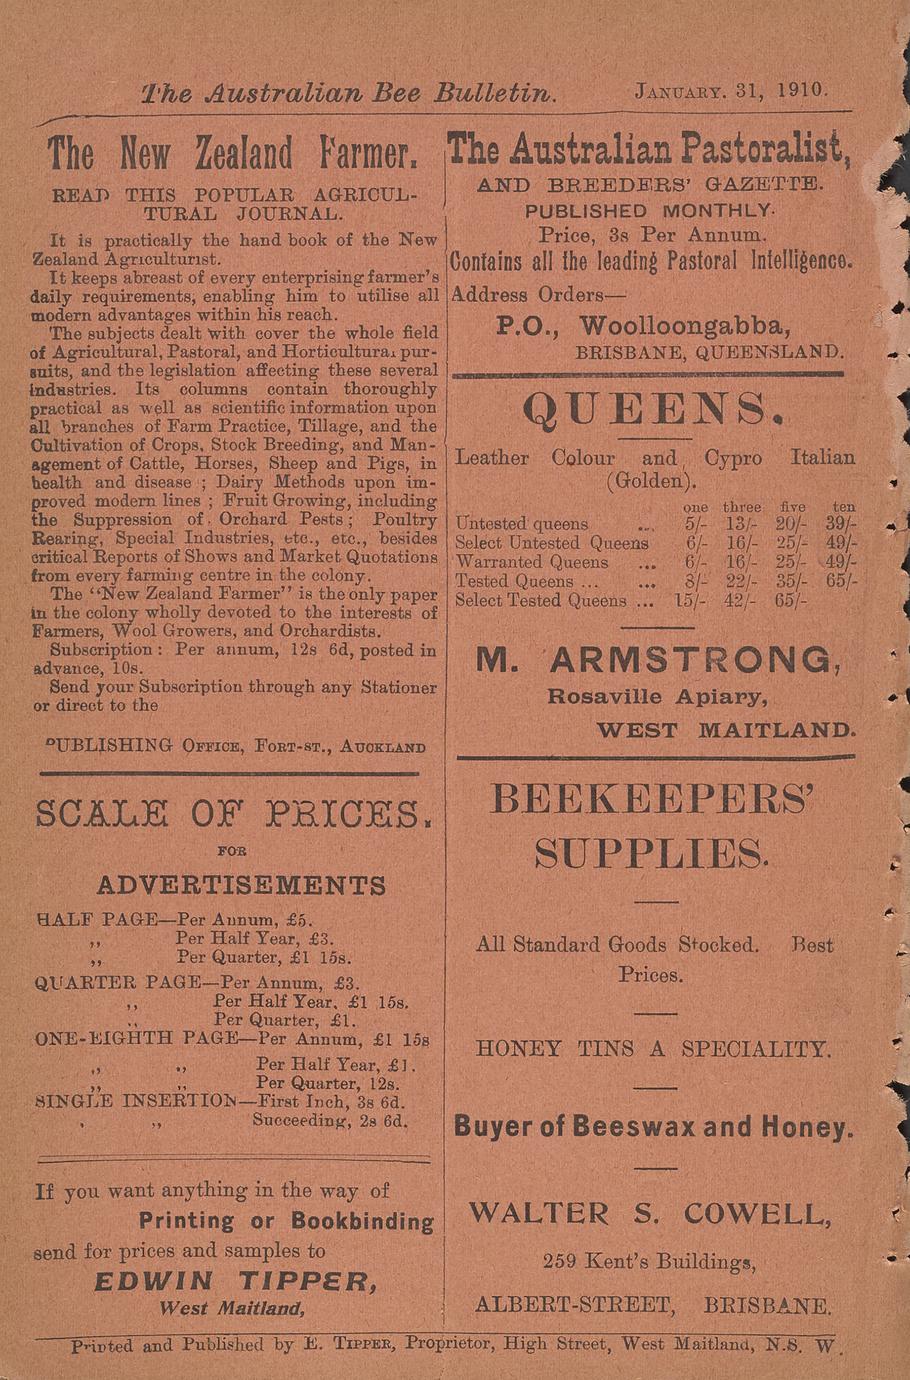 The Australian Bee Bulletin. JANUARY. 31, 1910.
The New Zealand Farmer.
READ THIS POPULAR AGRICUL-
TURAL JOURNAL.
It is practically the hand book of the New
Zealand Agriculturist.
It keeps abreast of every enterprising farmer's
daily requirements, enabling him to utilise all
modern advantages within his reach.
The subjects dealt with cover the whole field
of Agricultural, Pastoral, and Horticultural pur-
suits, and the legislation affecting these several
industries. Its columns contain thoroughly
practical as well as scientific information upon
all branches of Farm Practice, Tillage, and the
Cultivation of Crops, Stock Breeding, and Man-
agement of Cattle, Horses, Sheep and Pigs, in
health and disease ; Dairy Methods upon im-
proved modern lines ; Fruit Growing, including
the Suppression of Orchard Pests ; Poultry
Rearing, Special Industries, etc., etc., besides
critical Reports of Shows and Market Quotations
from every farming centre in the colony.
The "New Zealand Farmer" is the only paper
in the colony wholly devoted to the interests of
Farmers, Wool Growers, and Orchardists.
Subscription : Per annum, 12s 6d, posted in
advance, 10s.
Send your Subscription through any Stationer
or direct to the
PUBLISHING OFFICE, FORT-ST., AUCKLAND
SCALE OF PRICES.
FOR
ADVERTISEMENTS
HALF PAGE—Per Annum, £5.
,, Per Half Year, £3.
,, Per Quarter, £1 15s.
QUARTER PAGE—Per Annum, £3.
,, Per Half Year, £1 15s.
,, Per Quarter, £1.
ONE-EIGHTH PAGE—Per Annum, £1 15s
,, ,, Per Half Year, £1.
,, ,, Per Quarter, 12s.
SINGLE INSERTION—First Inch, 3s 6d.
, ,, Succeeding, 2s 6d.
If you want anything in the way of
Printing or Bookbinding
send for prices and samples to
EDWIN TIPPER,
West Maitland,
The Australian Pastoralist,
AND BREEDERS' GAZETTE.
PUBLISHED MONTHLY.
Price, 3s Per Annum.
Contains all the leading Pastoral Intelligence.
Address Orders—
P.O., Woolloongabba,
BRISBANE, QUEENSLAND.
QUEENS.
Leather Colour and Cypro Italian
(Golden).
one three five ten
Untested queens ... 5/- 13/- 20/- 39/-
Select Untested Queens 6/- 16/- 25/- 49/-
Warranted Queens ... 6/- 16/- 25/- 49/-
Tested Queens ... ... 8/- 22/- 35/- 65/-
Select Tested Queens ... 15/- 42/- 65/-
M. ARMSTRONG,
Rosaville Apiary,
WEST MAITLAND.
BEEKEEPERS'
SUPPLIES.
All Standard Goods Stocked. Best
Prices.
HONEY TINS A SPECIALITY.
Buyer of Beeswax and Honey.
WALTER S. COWELL,
259 Kent's Buildings,
ALBERT-STREET, BRISBANE.
Printed and Published by E. TIPPER, Proprietor, High Street, West Maitland, N.S. W.